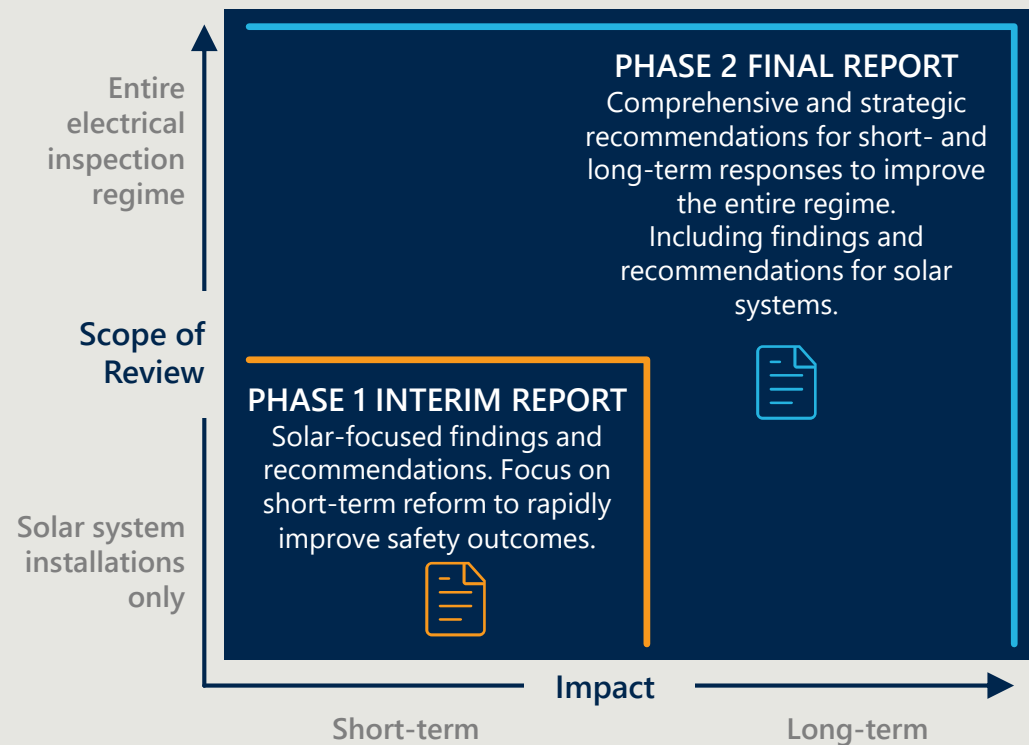 Entire
electrical
inspection
regime
PHASE 2 FINAL REPORT
Comprehensive and strategic
recommendations for short- and
long-term responses to improve
the entire regime.
Including findings and
recommendations for solar
systems.
Scope of
Review
PHASE 1 INTERIM REPORT
Solar-focused findings and
recommendations. Focus on
short-term reform to rapidly
improve safety outcomes.
Solar system
installations
only
Impact
Short-term
Long-term